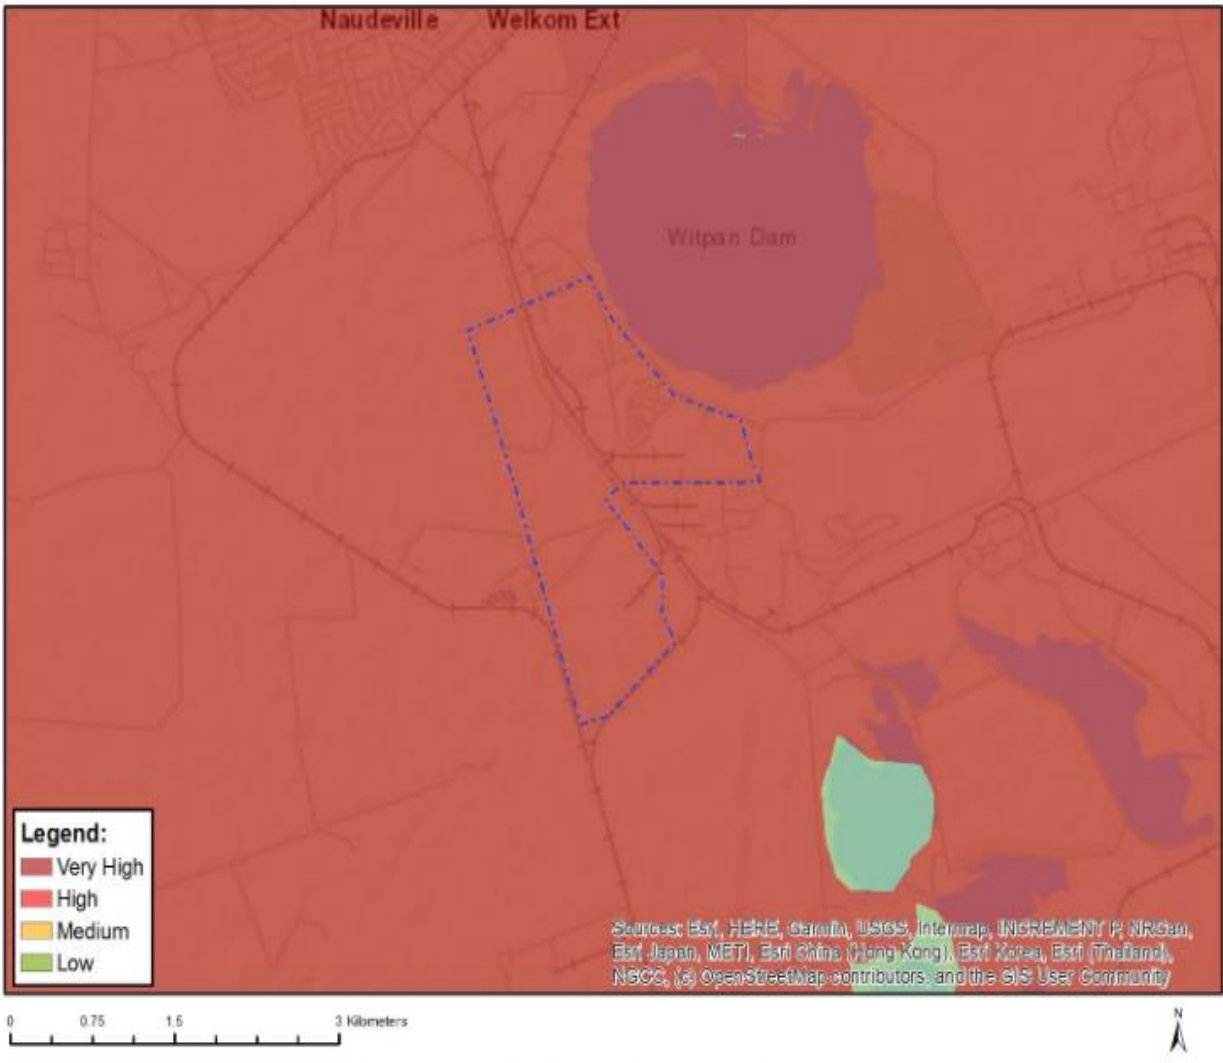 Naudeville Welkom Ext
Witpan Dam
Legend:
Very High
High
Medium
Low
Sources: Esri, HERE, Garmin, USGS, Intermap, INCREMENT P, NRCan,
Esri Japan, METI, Esri China (Hong Kong), Esri Korea, Esri (Thailand),
NGCC, (c) OpenStreetMap contributors, and the GIS User Community
0 0.75 1.5 3 Kilometers
N